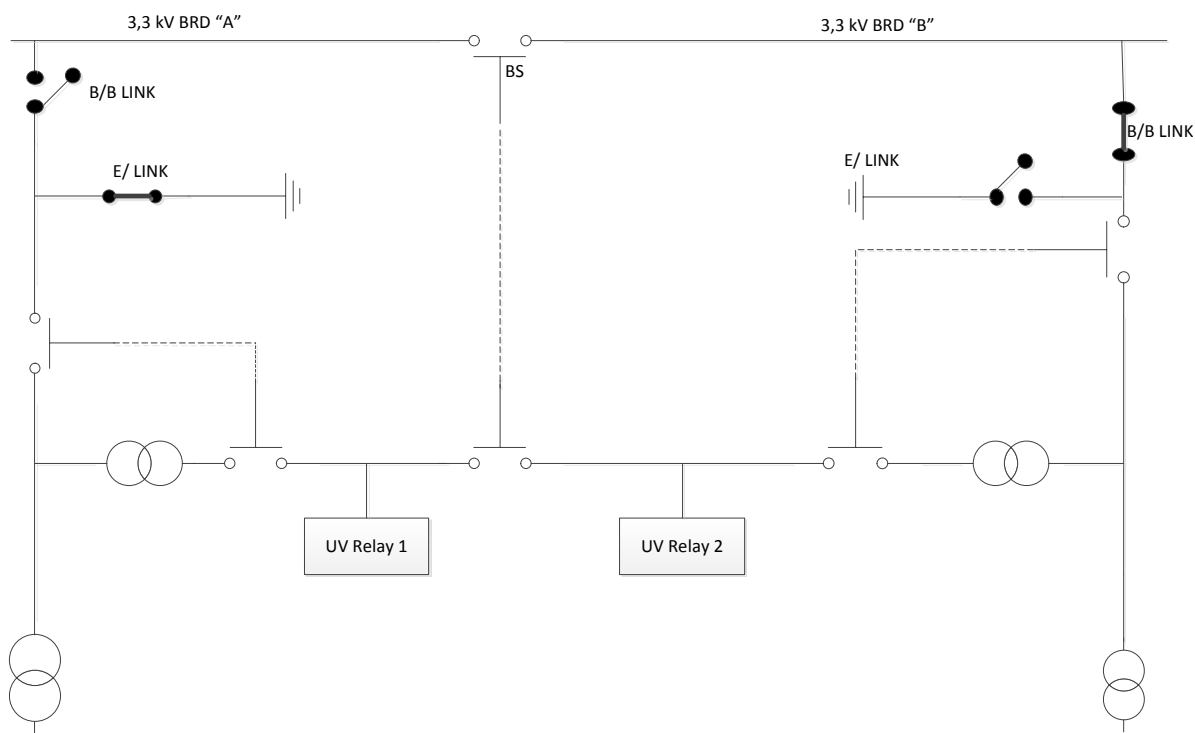 3,3 kV BRD “A”
3,3 kV BRD “B”
BS
B/B LINK
B/B LINK
E/ LINK
E/ LINK
UV Relay 1
UV Relay 2